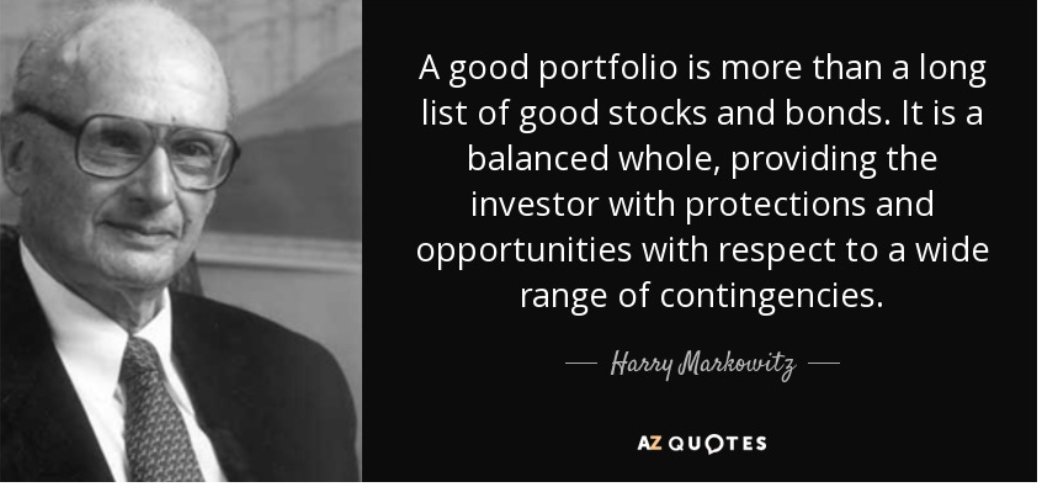 A good portfolio is more than a long
list of good stocks and bonds. It is a
balanced whole, providing the
investor with protections and
opportunities with respect to a wide
range of contingencies.
Harry Markowitz
AZ QUOTES